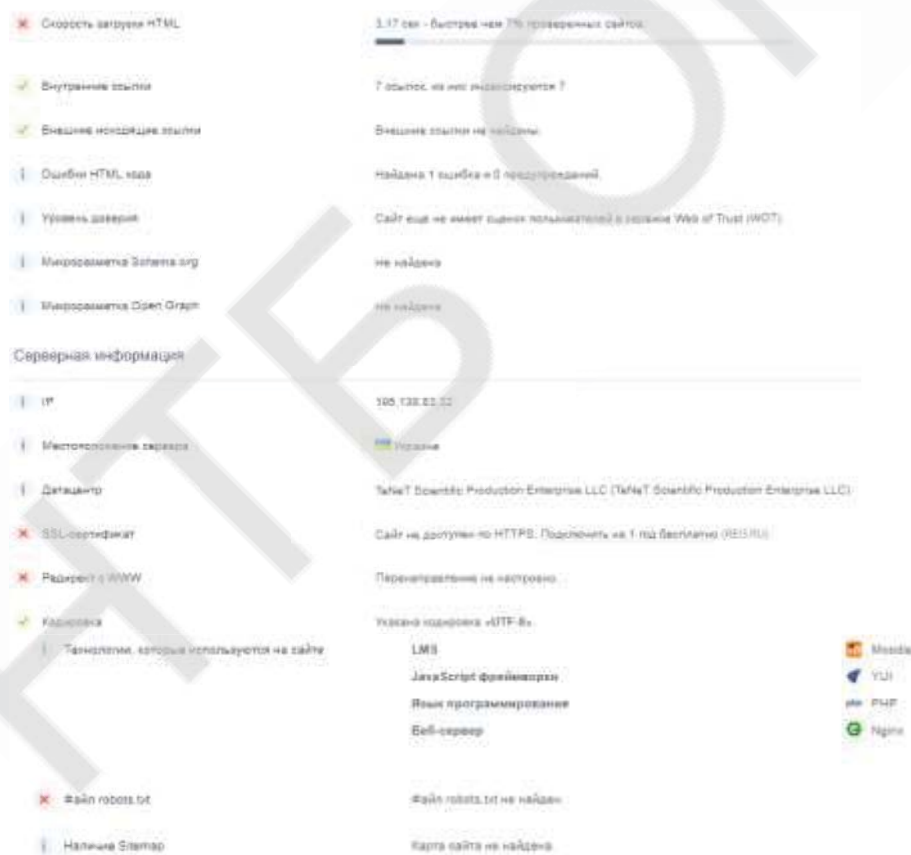 Скорость загрузки HTML
3,17 сек - быстрее чем 7% проверенных сайтов.
Внутренние ссылки
7 ссылок, из них индексируются 7
Внешние исходящие ссылки
Внешние ссылки не найдены.
Ошибки HTML кода
Найдена 1 ошибка и 0 предупреждений.
Уровень доверия
Сайт еще не имеет оценок пользователей в сервисе Web of Trust (WOT).
Микроразметка Schema.org
Не найдена
Микроразметка Open Graph
Не найдена
Серверная информация
IP
Местоположение сервера
Украина
Датацентр
TeNeT Scientific Production Enterprise LLC (TeNeT Scientific Production Enterprise LLC)
SSL-сертификат
Сайт не доступен по HTTPS. Подключить на 1 год бесплатно (REG.RU)
Редирект с WWW
Перенаправление не настроено.
Кодировка
Указана кодировка «UTF-8».
Технологии, которые используются на сайте
LMS
Moodle
JavaScript фреймворки
YUI
Язык программирования
php PHP
Веб-сервер
Nginx
Файл robots.txt
Файл robots.txt не найден
Наличие Sitemap
Карта сайта не найдена